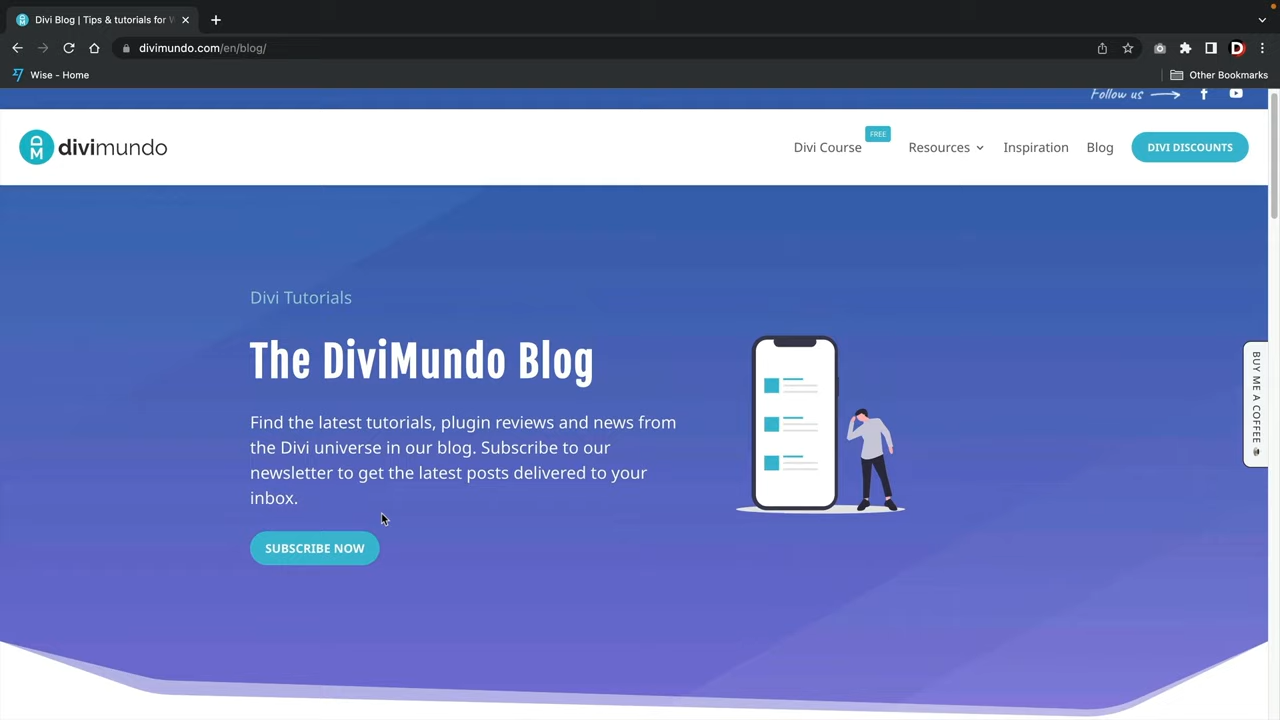 Divi Blog | Tips & tutorials for W
divimundo.com/en/blog/
D
Wise - Home
Other Bookmarks
Follow us
DM divimundo
Divi Course
FREE
Resources
Inspiration
Blog
DIVI DISCOUNTS
Divi Tutorials
The DiviMundo Blog
Find the latest tutorials, plugin reviews and news from
the Divi universe in our blog. Subscribe to our
newsletter to get the latest posts delivered to your
inbox.
SUBSCRIBE NOW
BUY ME A COFFEE